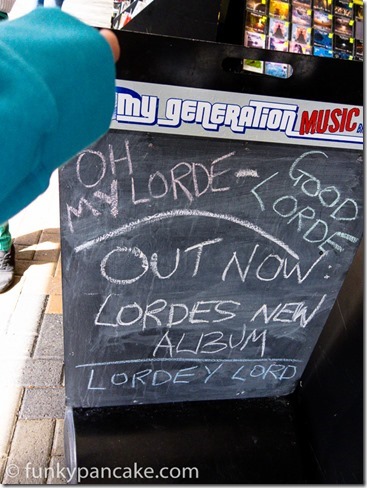 my generation MUSIC
OH MY LORDE - GOOD LORDE
OUT NOW:
LORDES NEW
ALBUM
LORDEY LORD
© funkypancake.com